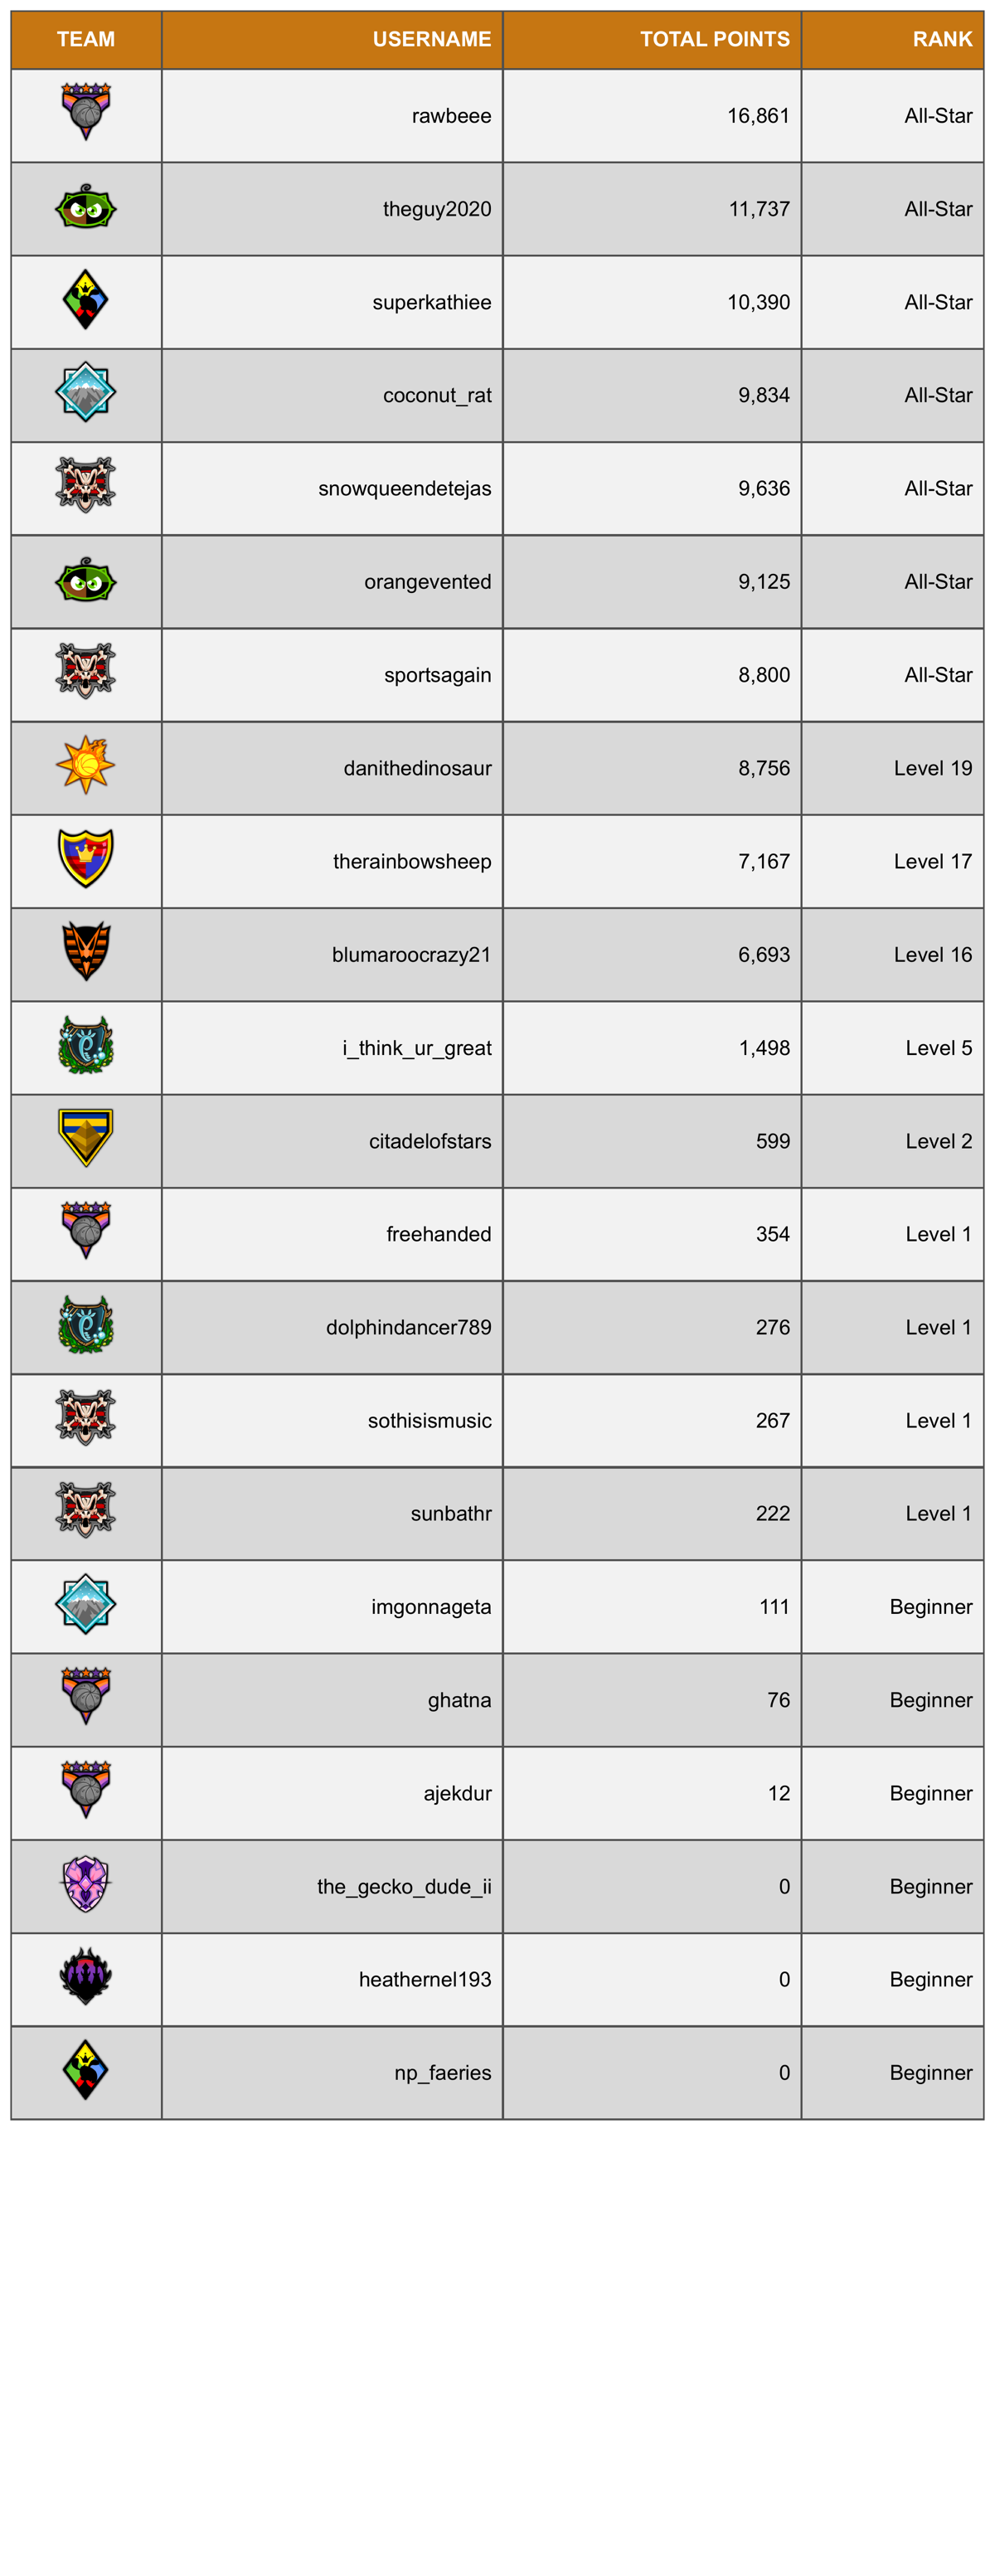 TEAM USERNAME TOTAL POINTS RANK
rawbeee 16,861 All-Star
theguy2020 11,737 All-Star
superkathiee 10,390 All-Star
coconut_rat 9,834 All-Star
snowqueendetejas 9,636 All-Star
orangevented 9,125 All-Star
sportsagain 8,800 All-Star
danithedinosaur 8,756 Level 19
therainbowsheep 7,167 Level 17
blumaroocrazy21 6,693 Level 16
i_think_ur_great 1,498 Level 5
citadelofstars 599 Level 2
freehanded 354 Level 1
dolphindancer789 276 Level 1
sothisismusic 267 Level 1
sunbathr 222 Level 1
imgonnageta 111 Beginner
ghatna 76 Beginner
ajekdur 12 Beginner
the_gecko_dude_ii 0 Beginner
heathernel193 0 Beginner
np_faeries 0 Beginner